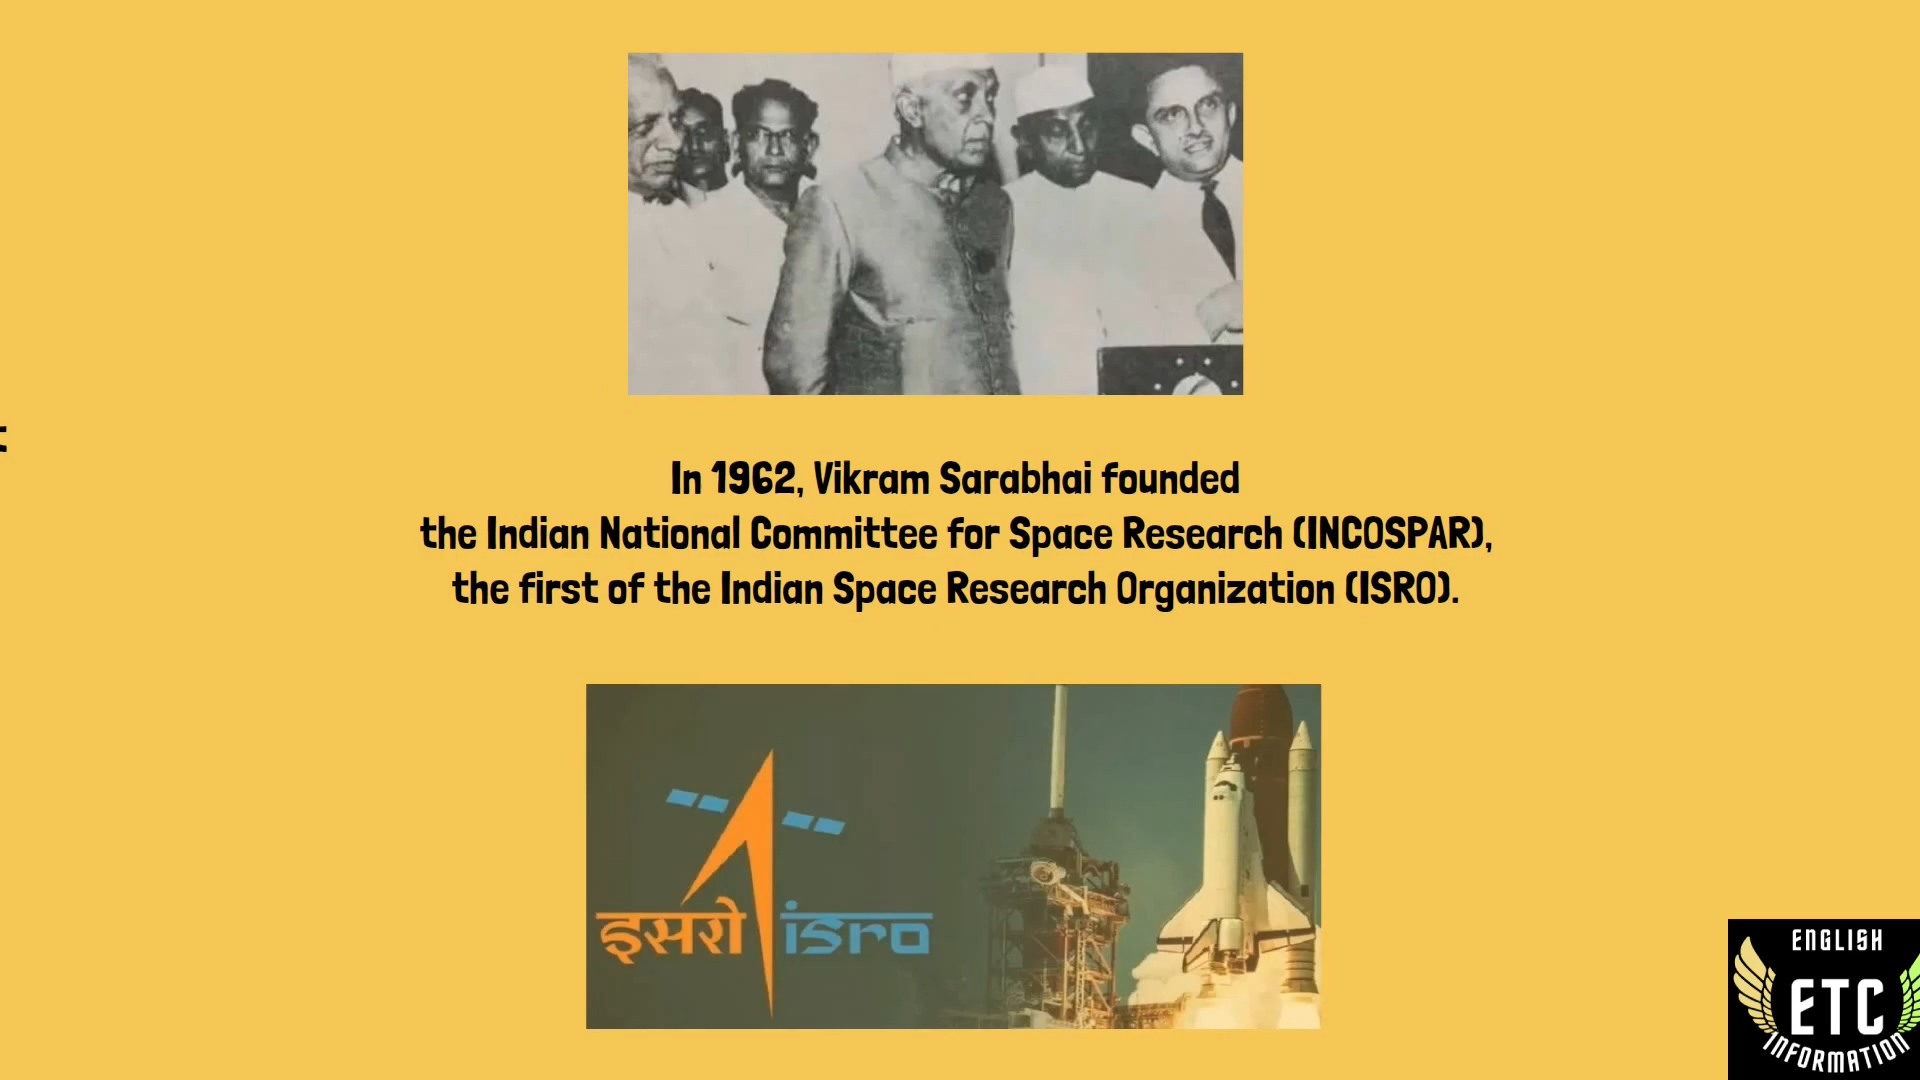 In 1962, Vikram Sarabhai founded
the Indian National Committee for Space Research (INCOSPAR),
the first of the Indian Space Research Organization (ISRO).
इसरो isro
ENGLISH
ETC
INFORMATION